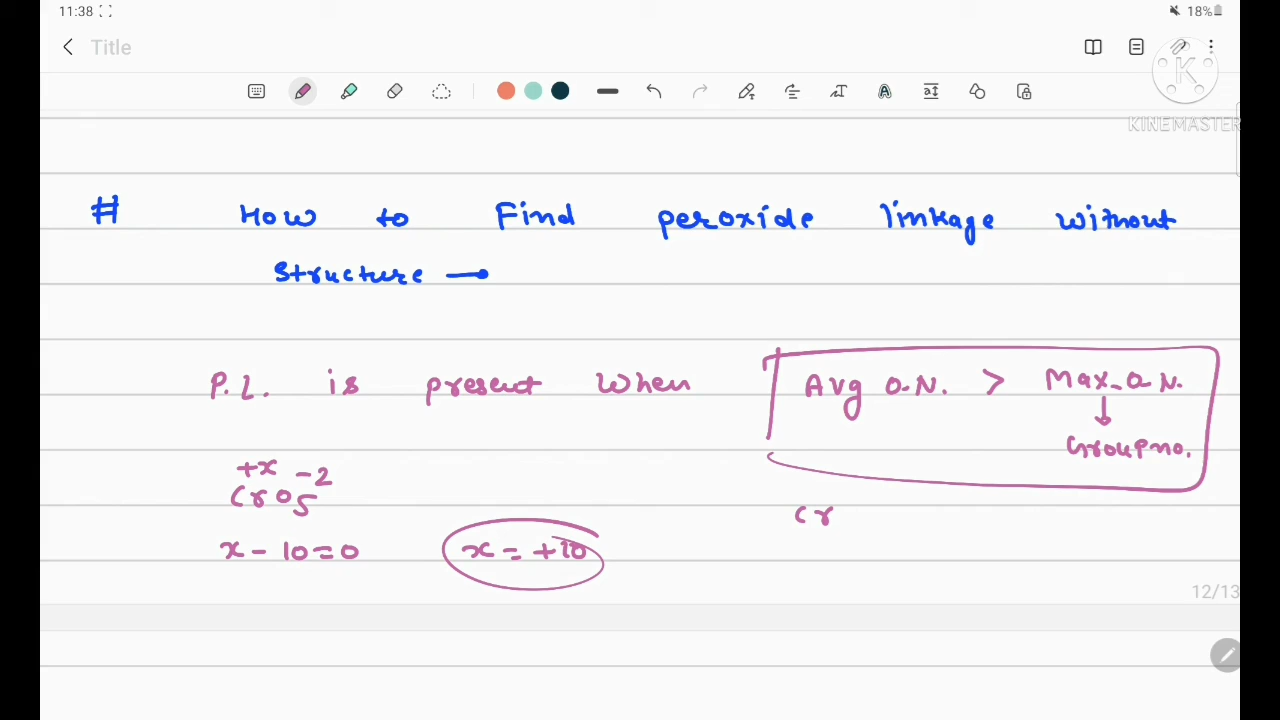 11:38
18%
Title
KINEMASTER
# How to Find peroxide linkage without
structure →
P.L. is present when Avg O.N. > Max. O.N.
↓
Group no.
+x -2
CrO5 Cr
x - 10 = 0 x = +10
12/13